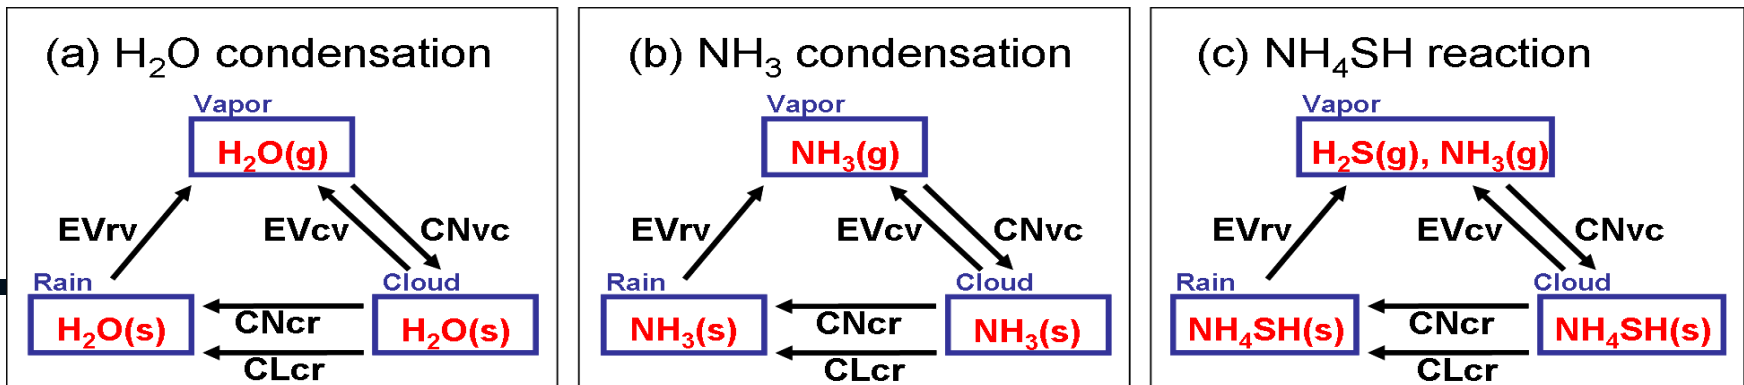 (a) H₂O condensation
Vapor
H₂O(g)
EVrv
EVcv
CNvc
Rain
Cloud
H₂O(s)
CNcr
H₂O(s)
CLcr
(b) NH₃ condensation
Vapor
NH₃(g)
EVrv
EVcv
CNvc
Rain
Cloud
NH₃(s)
CNcr
NH₃(s)
CLcr
(c) NH₄SH reaction
Vapor
H₂S(g), NH₃(g)
EVrv
EVcv
CNvc
Rain
Cloud
NH₄SH(s)
CNcr
NH₄SH(s)
CLcr